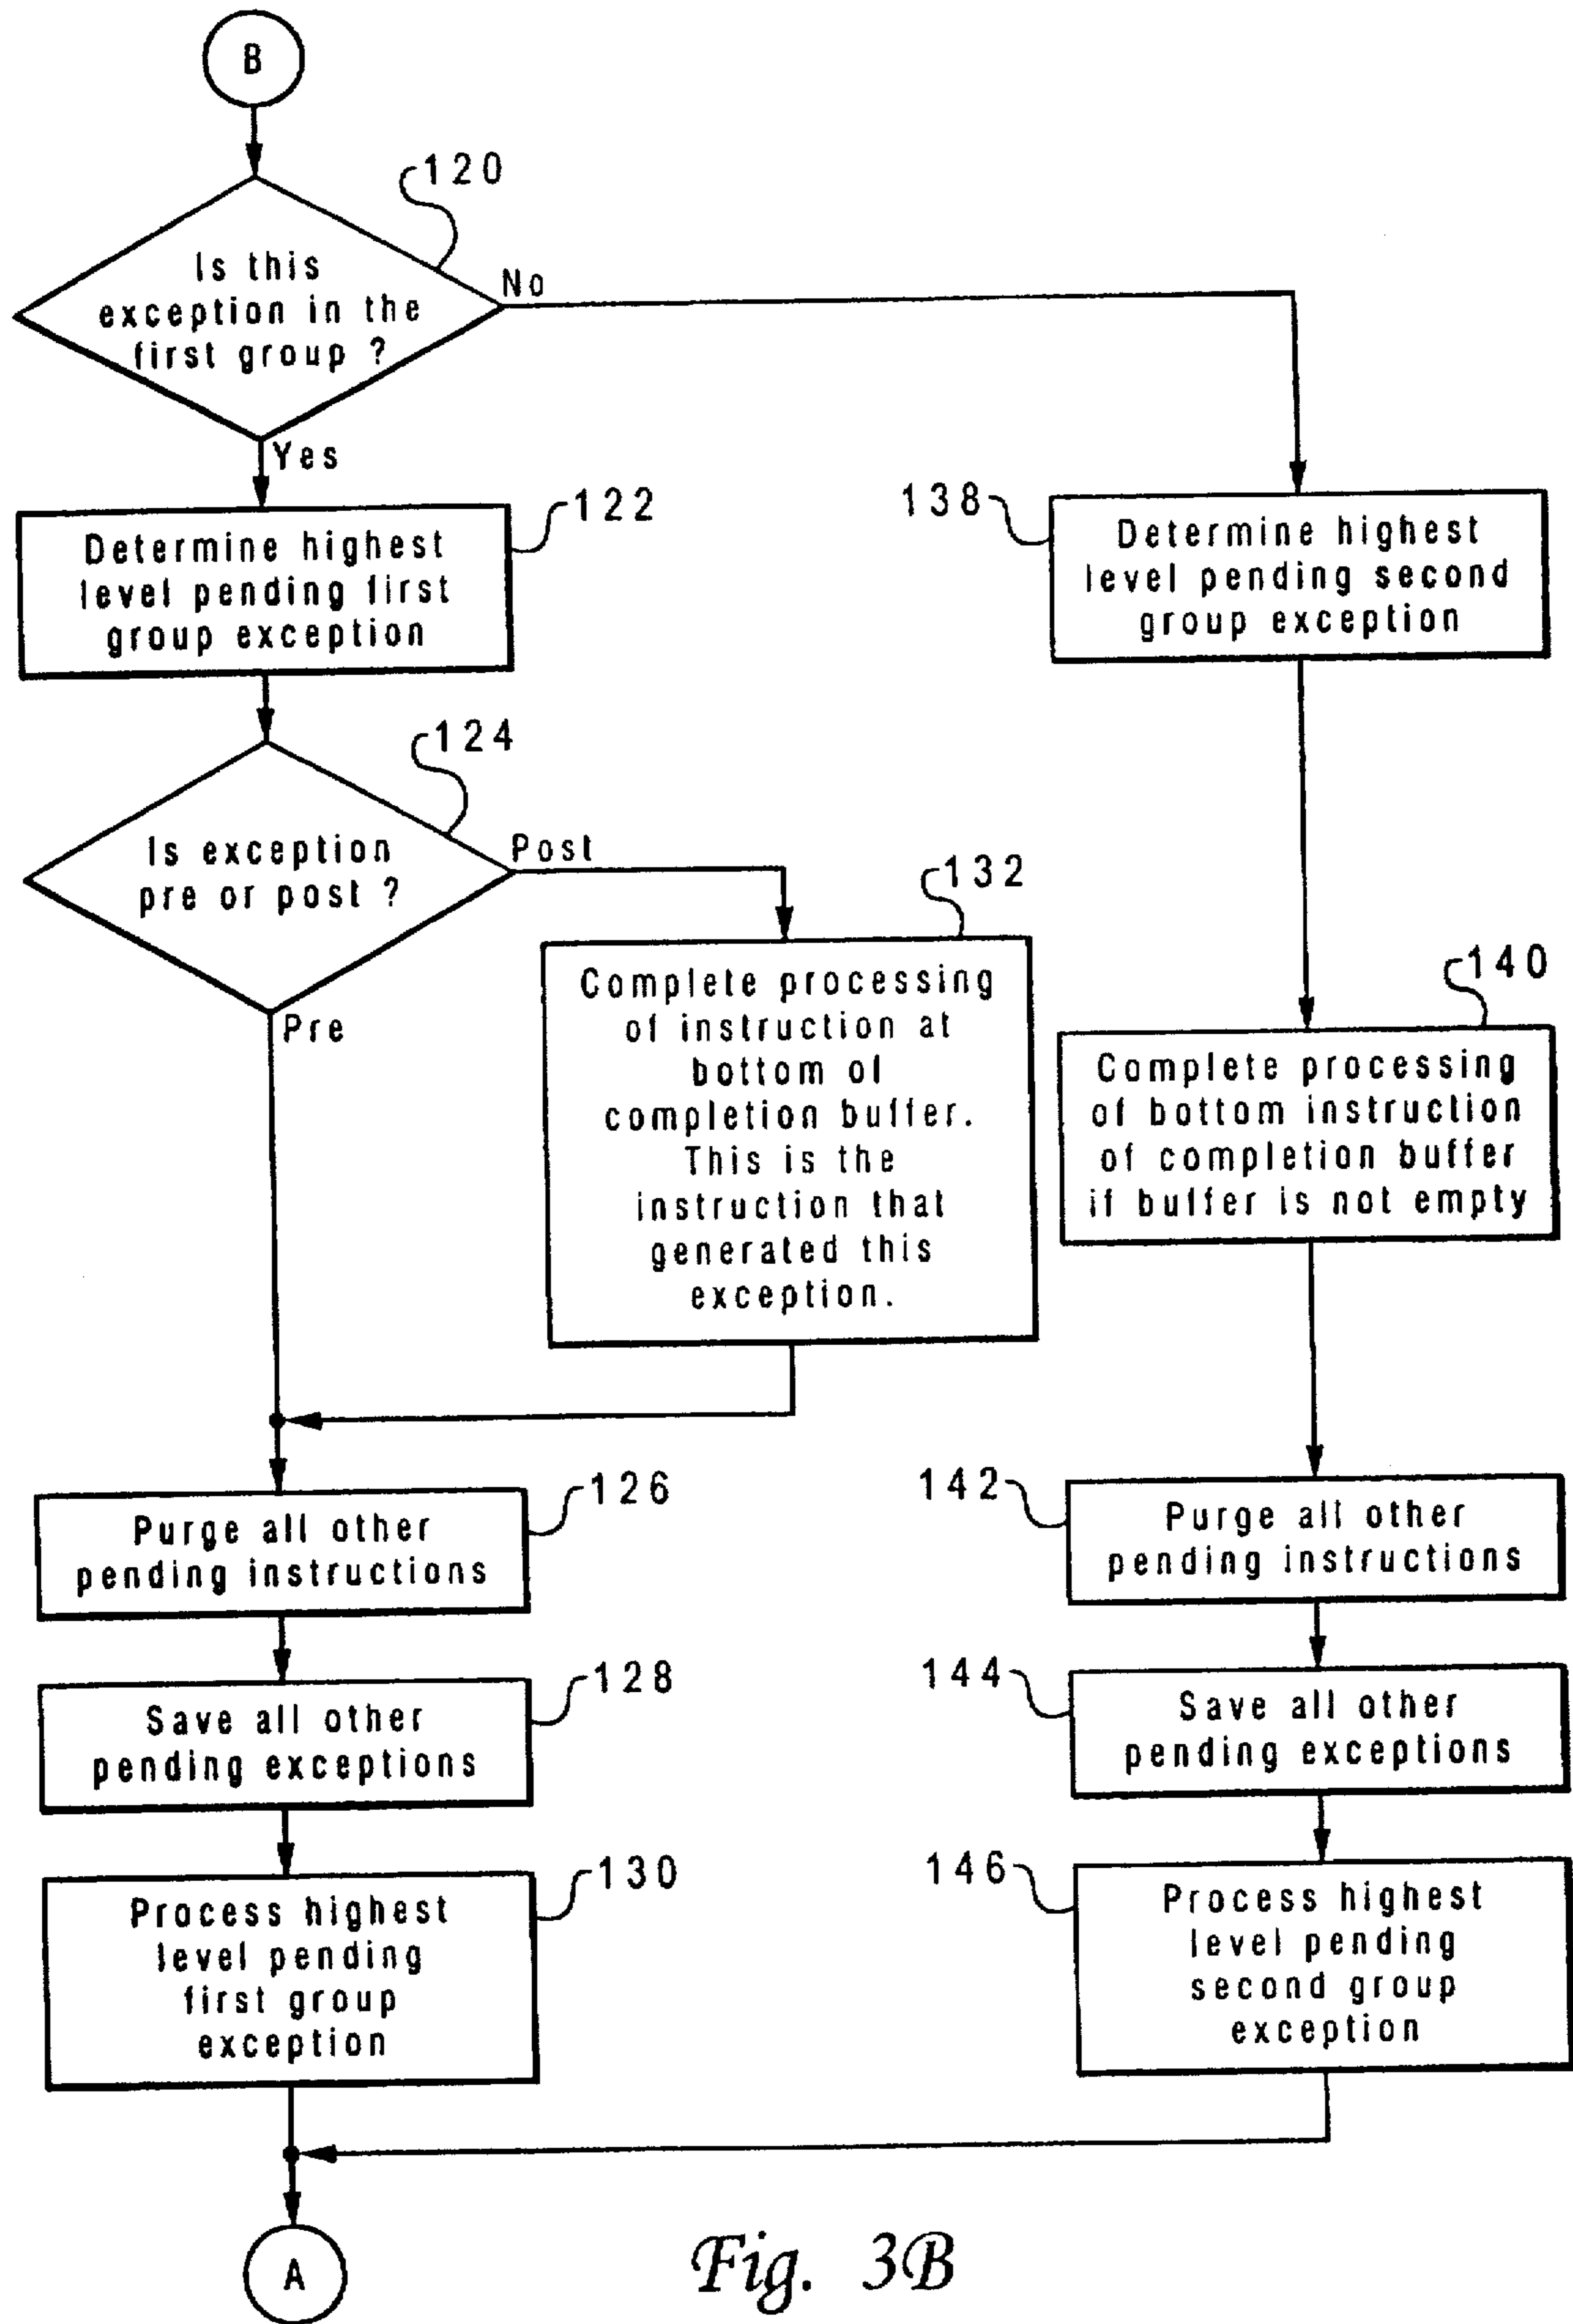 B
120
Is this
exception in the
first group ?
No
Yes
122
Determine highest
level pending first
group exception
138
Determine highest
level pending second
group exception
124
Is exception
pre or post ?
Post
Pre
132
Complete processing
of instruction at
bottom of
completion buffer.
This is the
instruction that
generated this
exception.
140
Complete processing
of bottom instruction
of completion buffer
if buffer is not empty
126
Purge all other
pending instructions
142
Purge all other
pending instructions
128
Save all other
pending exceptions
144
Save all other
pending exceptions
130
Process highest
level pending
first group
exception
146
Process highest
level pending
second group
exception
A
Fig. 3B